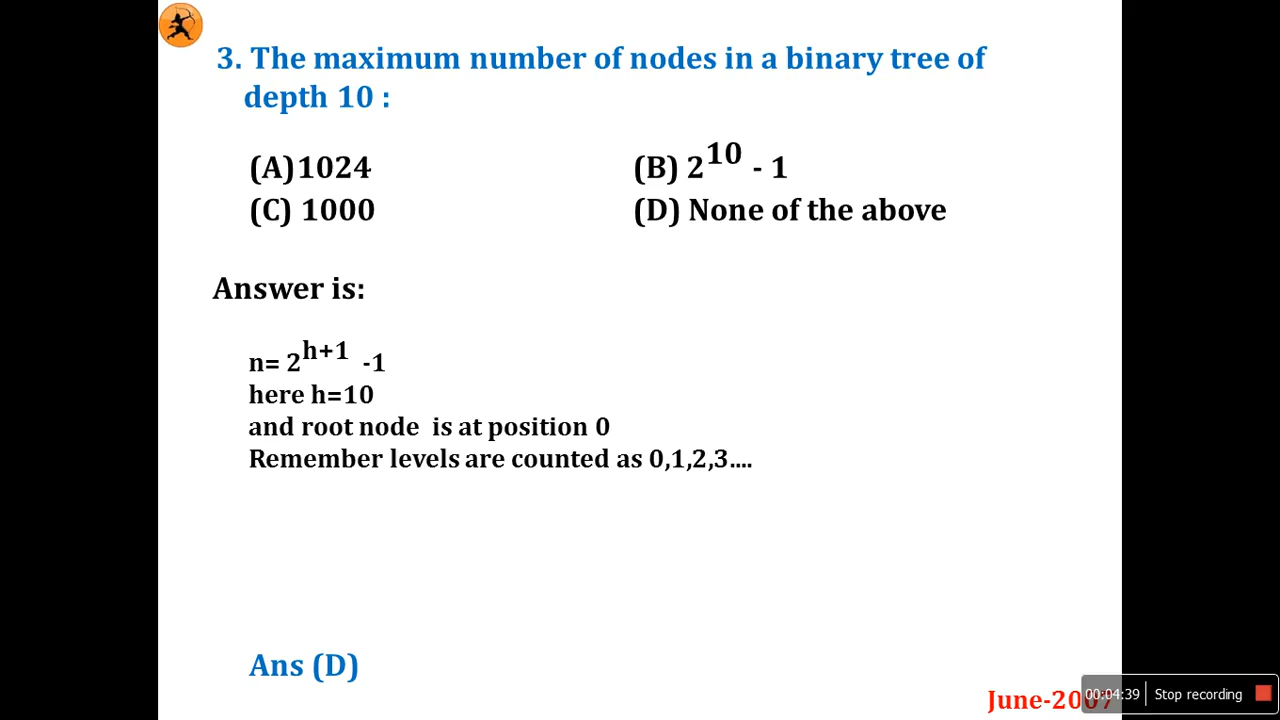 3. The maximum number of nodes in a binary tree of
depth 10 :
(A)1024 (B) 2^10 - 1
(C) 1000 (D) None of the above
Answer is:
n= 2^h+1 -1
here h=10
and root node is at position 0
Remember levels are counted as 0,1,2,3....
Ans (D)
June-2007
00:04:39 Stop recording